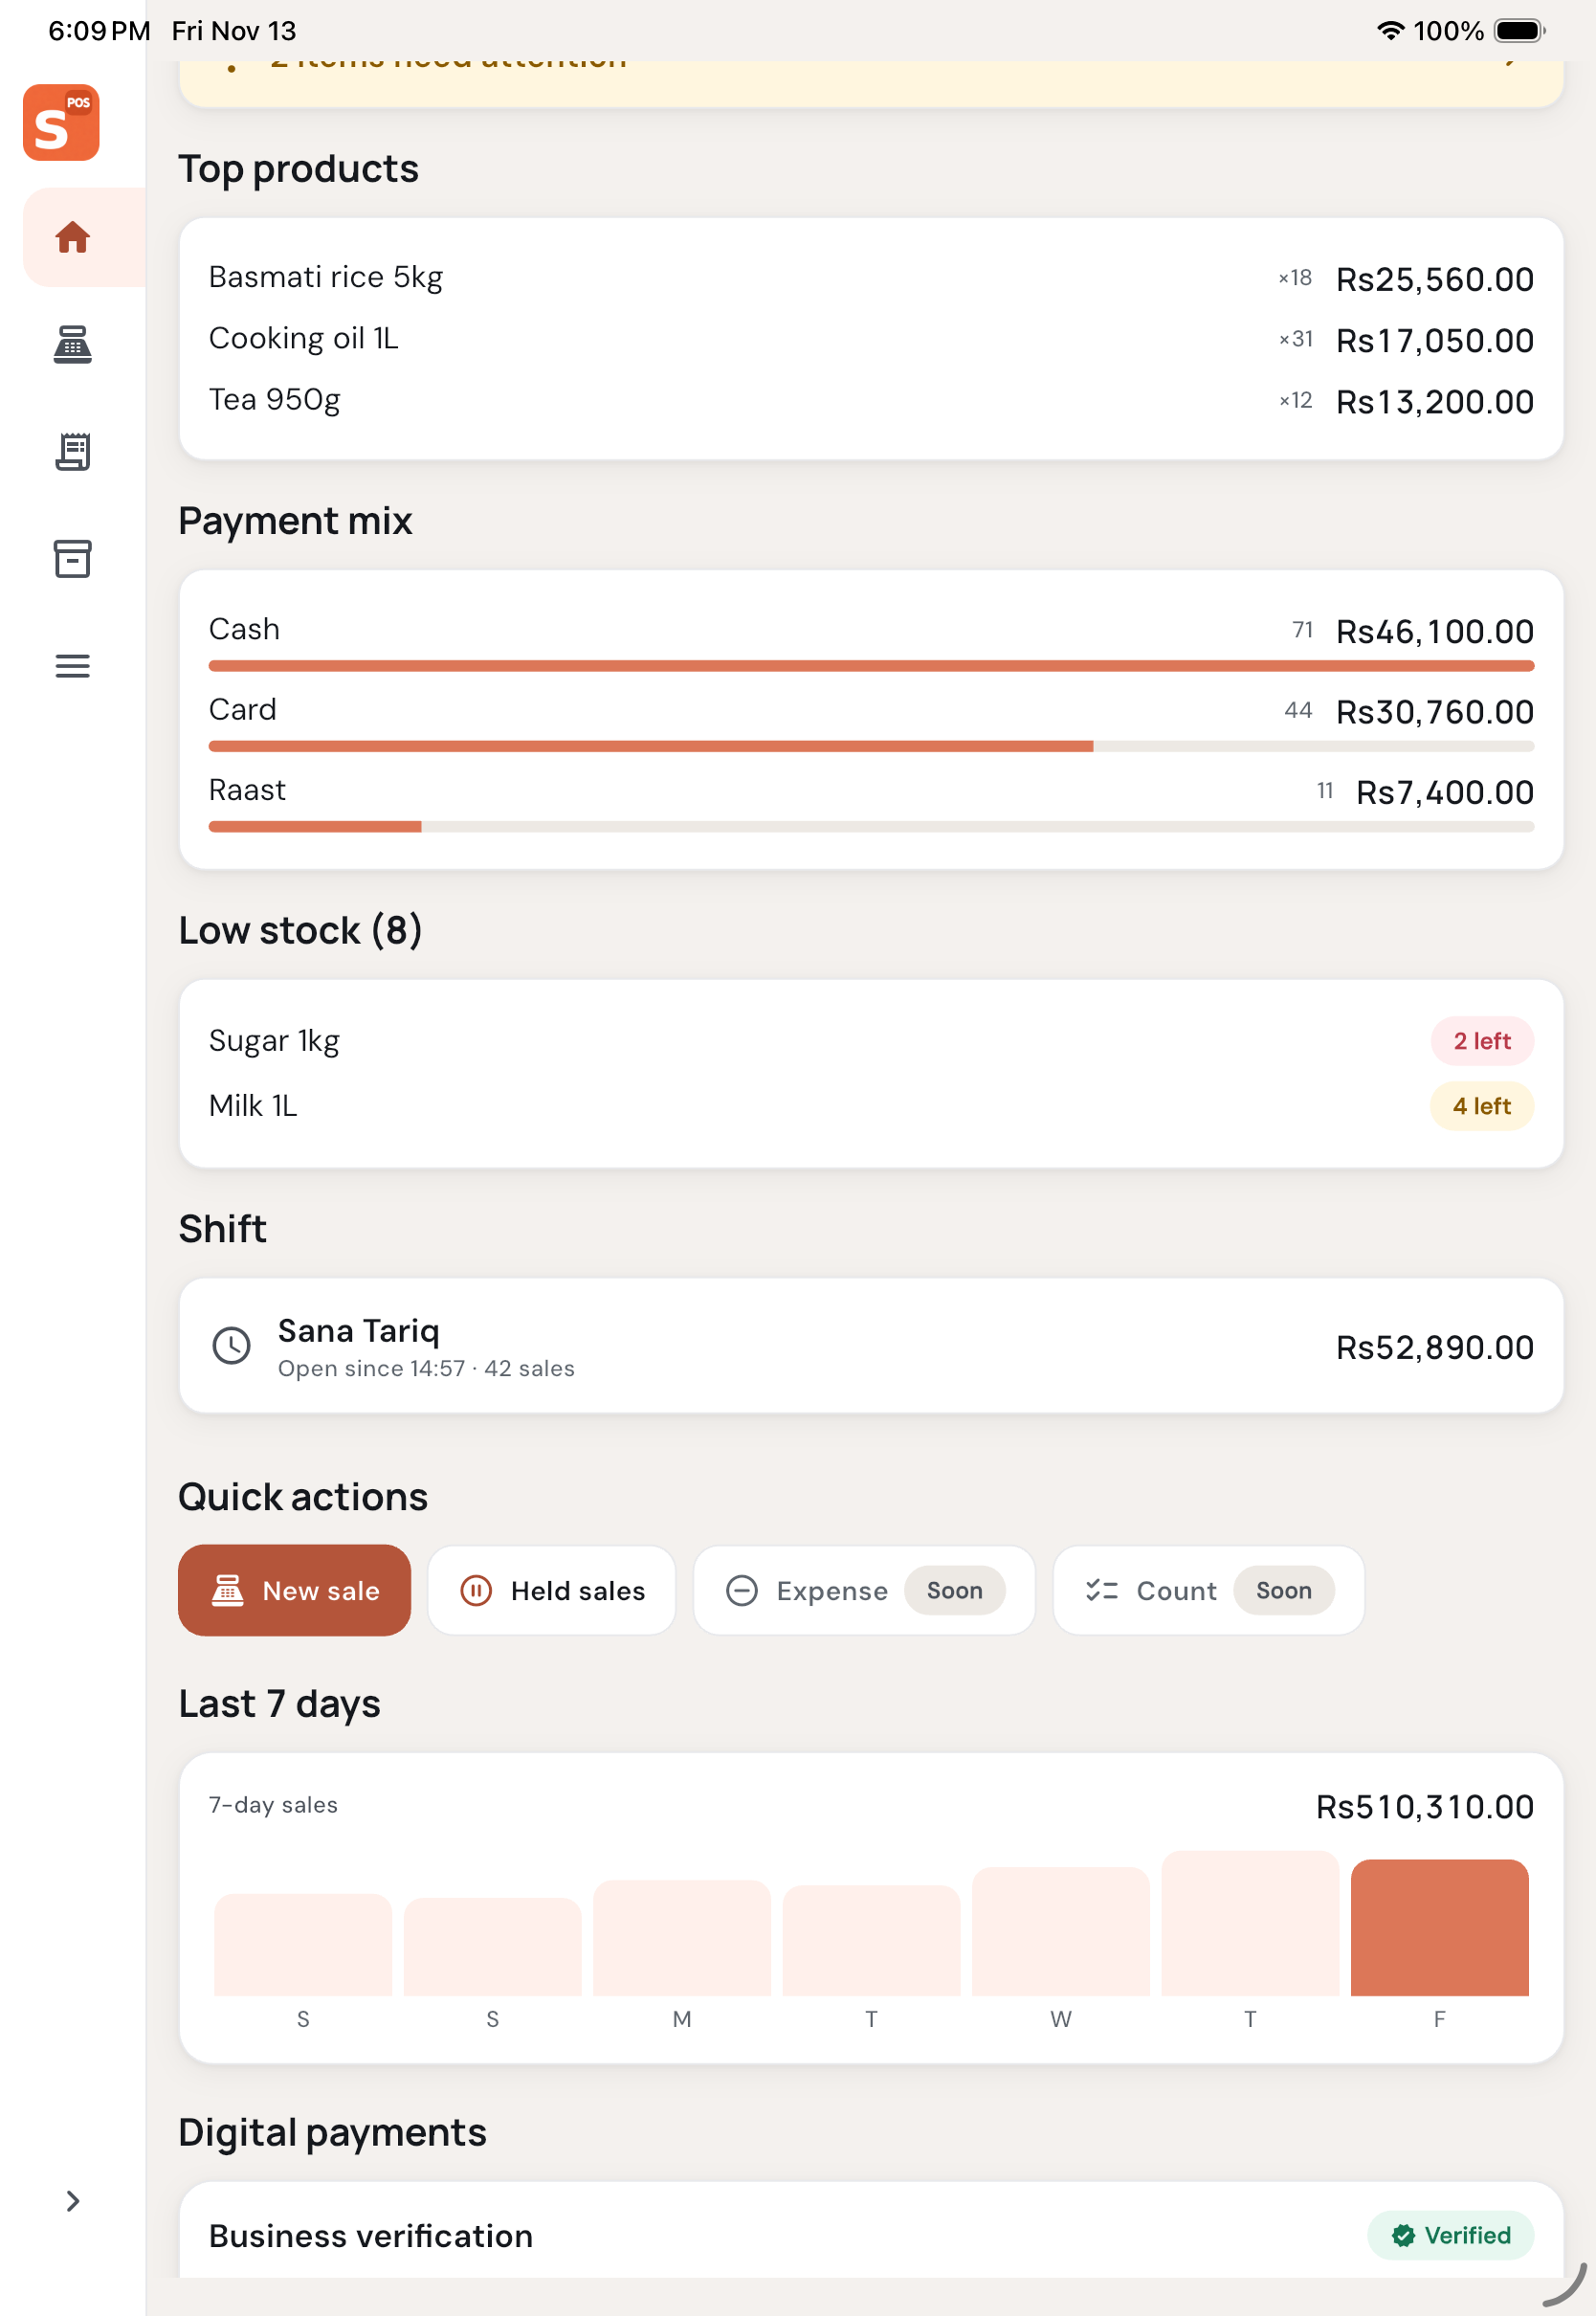 6:09 PM Fri Nov 13 100%
S POS
2 items need attention
Top products
Basmati rice 5kg ×18 Rs25,560.00
Cooking oil 1L ×31 Rs17,050.00
Tea 950g ×12 Rs13,200.00
Payment mix
Cash 71 Rs46,100.00
Card 44 Rs30,760.00
Raast 11 Rs7,400.00
Low stock (8)
Sugar 1kg 2 left
Milk 1L 4 left
Shift
Sana Tariq
Open since 14:57 · 42 sales
Rs52,890.00
Quick actions
New sale Held sales Expense Soon Count Soon
Last 7 days
7-day sales Rs510,310.00
S S M T W T F
Digital payments
Business verification Verified